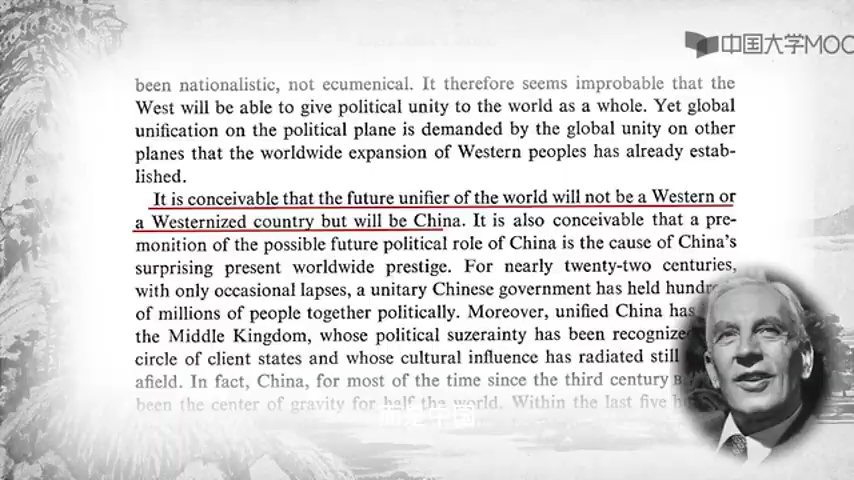 中国大学MOC
been nationalistic, not ecumenical. It therefore seems improbable that the
West will be able to give political unity to the world as a whole. Yet global
unification on the political plane is demanded by the global unity on other
planes that the worldwide expansion of Western peoples has already estab-
lished.
It is conceivable that the future unifier of the world will not be a Western or
a Westernized country but will be China. It is also conceivable that a pre-
monition of the possible future political role of China is the cause of China's
surprising present worldwide prestige. For nearly twenty-two centuries,
with only occasional lapses, a unitary Chinese government has held hundr
of millions of people together politically. Moreover, unified China has
the Middle Kingdom, whose political suzerainty has been recognized
circle of client states and whose cultural influence has radiated still
afield. In fact, China, for most of the time since the third century B
been the center of gravity for half the world. Within the last five h
而是中国